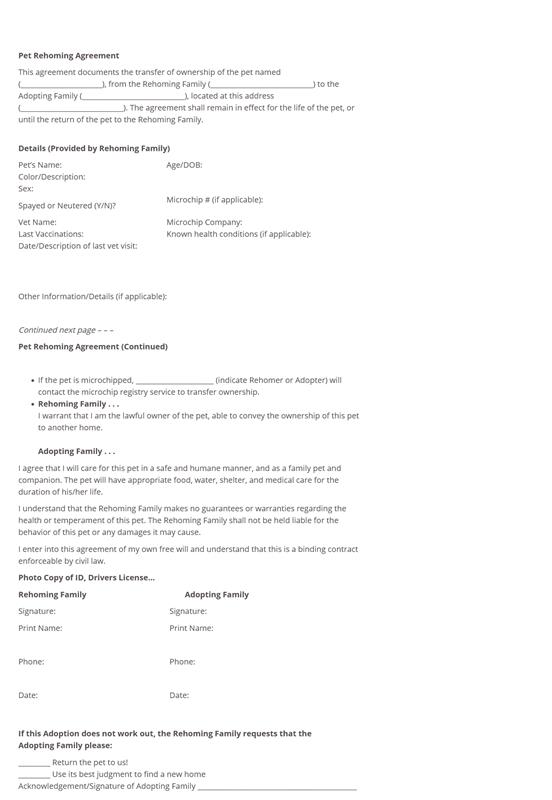 Pet Rehoming Agreement
This agreement documents the transfer of ownership of the pet named
(____________________), from the Rehoming Family (_________________________) to the
Adopting Family (_________________________), located at this address
(_________________________). The agreement shall remain in effect for the life of the pet, or
until the return of the pet to the Rehoming Family.
Details (Provided by Rehoming Family)
Pet's Name: Age/DOB:
Color/Description:
Sex:
Microchip # (if applicable):
Spayed or Neutered (Y/N)?
Vet Name: Microchip Company:
Last Vaccinations: Known health conditions (if applicable):
Date/Description of last vet visit:
Other Information/Details (if applicable):
Continued next page – – –
Pet Rehoming Agreement (Continued)
• If the pet is microchipped, ___________________ (indicate Rehomer or Adopter) will
contact the microchip registry service to transfer ownership.
• Rehoming Family . . .
I warrant that I am the lawful owner of the pet, able to convey the ownership of this pet
to another home.
Adopting Family . . .
I agree that I will care for this pet in a safe and humane manner, and as a family pet and
companion. The pet will have appropriate food, water, shelter, and medical care for the
duration of his/her life.
I understand that the Rehoming Family makes no guarantees or warranties regarding the
health or temperament of this pet. The Rehoming Family shall not be held liable for the
behavior of this pet or any damages it may cause.
I enter into this agreement of my own free will and understand that this is a binding contract
enforceable by civil law.
Photo Copy of ID, Drivers License...
Rehoming Family Adopting Family
Signature: Signature:
Print Name: Print Name:
Phone: Phone:
Date: Date:
If this Adoption does not work out, the Rehoming Family requests that the
Adopting Family please:
________ Return the pet to us!
________ Use its best judgment to find a new home
Acknowledgement/Signature of Adopting Family ________________________________________